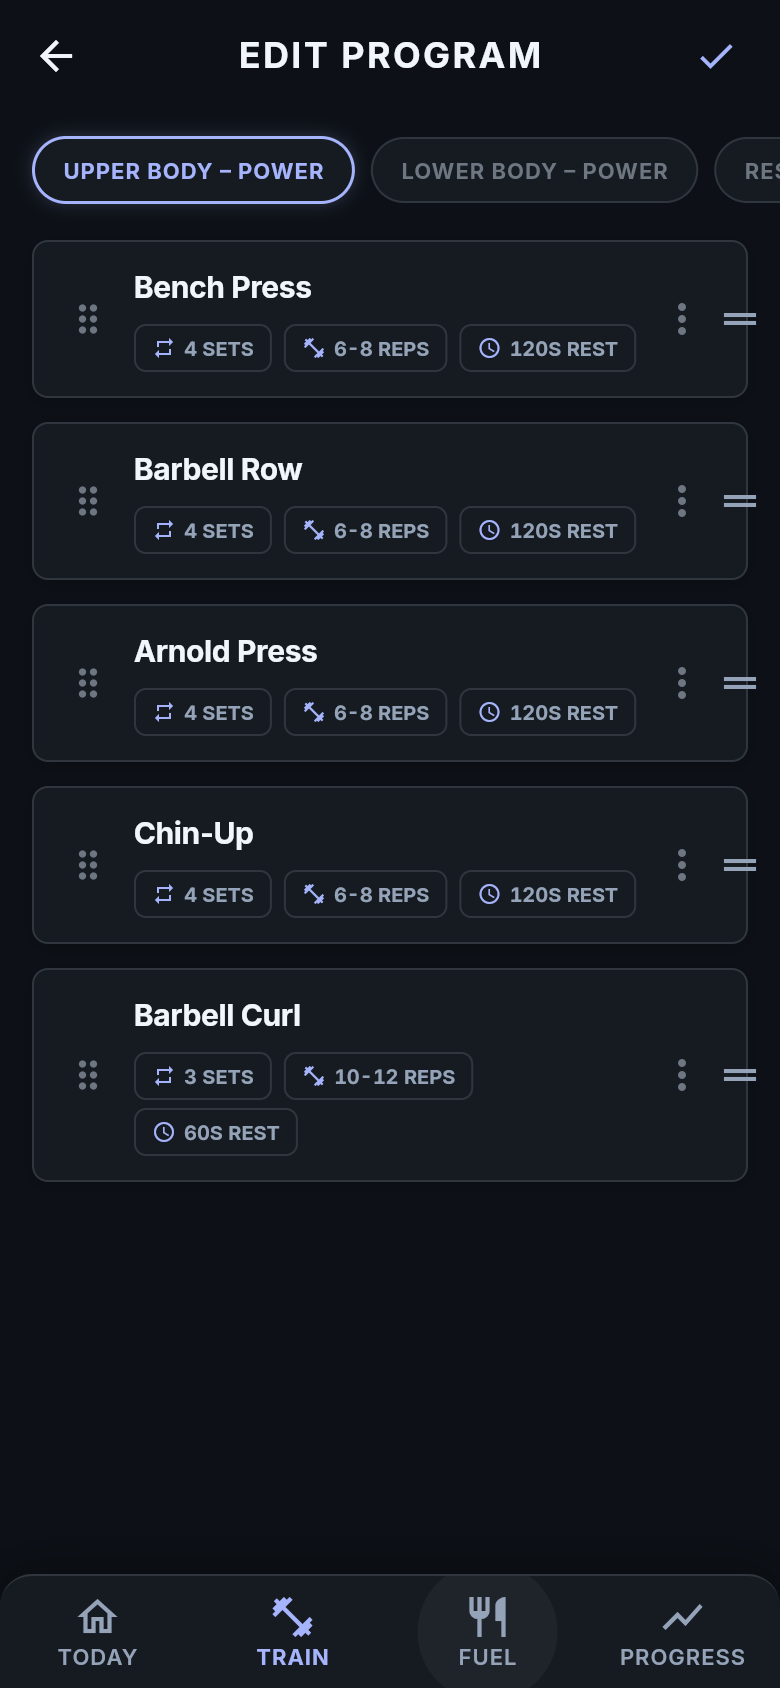 EDIT PROGRAM
UPPER BODY – POWER
LOWER BODY – POWER
RES
Bench Press
4 SETS
6-8 REPS
120S REST
Barbell Row
4 SETS
6-8 REPS
120S REST
Arnold Press
4 SETS
6-8 REPS
120S REST
Chin-Up
4 SETS
6-8 REPS
120S REST
Barbell Curl
3 SETS
10-12 REPS
60S REST
TODAY
TRAIN
FUEL
PROGRESS